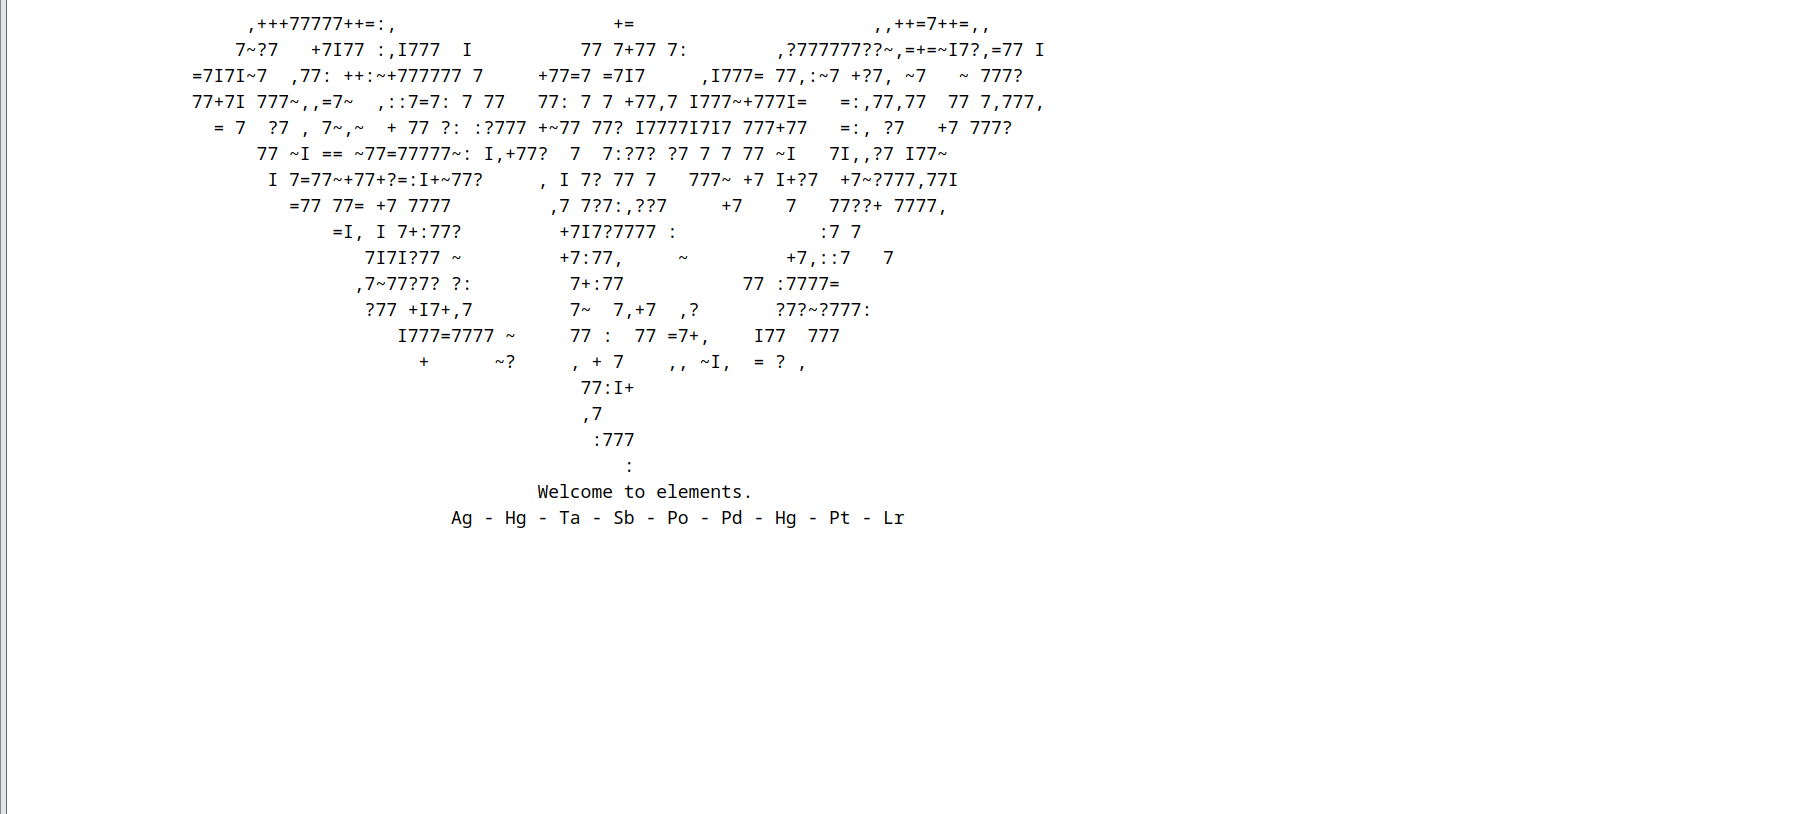 ,+++77777++=:,                    +=                      ,,++=7++=,,
7~?7   +7I77 :,I777  I          77 7+77 7:        ,?777777??~,=+=~I7?,=77 I
=7I7I~7  ,77: ++:~+777777 7     +77=7 =7I7     ,I777= 77,:~7 +?7, ~7   ~ 777?
77+7I 777~,,=7~  ,::7=7: 7 77   77: 7 7 +77,7 I777~+777I=   =:,77,77  77 7,777,
= 7  ?7 , 7~,~  + 77 ?: :?777 +~77 77? I7777I7I7 777+77   =:, ?7   +7 777?
77 ~I == ~77=77777~: I,+77?  7  7:?7? ?7 7 7 77 ~I   7I,,?7 I77~
I 7=77~+77+?=:I+~77?     , I 7? 77 7   777~ +7 I+?7  +7~?777,77I
=77 77= +7 7777         ,7 7?7:,??7     +7    7   77??+ 7777,
=I, I 7+:77?         +7I7?7777 :             :7 7
7I7I?77 ~         +7:77,     ~         +7,::7   7
,7~77?7? ?:         7+:77           77 :7777=
?77 +I7+,7         7~  7,+7  ,?       ?7?~?777:
I777=7777 ~     77 :  77 =7+,    I77  777
+      ~?     , + 7    ,, ~I,  = ? ,
77:I+
,7
:777
:
Welcome to elements.
Ag - Hg - Ta - Sb - Po - Pd - Hg - Pt - Lr